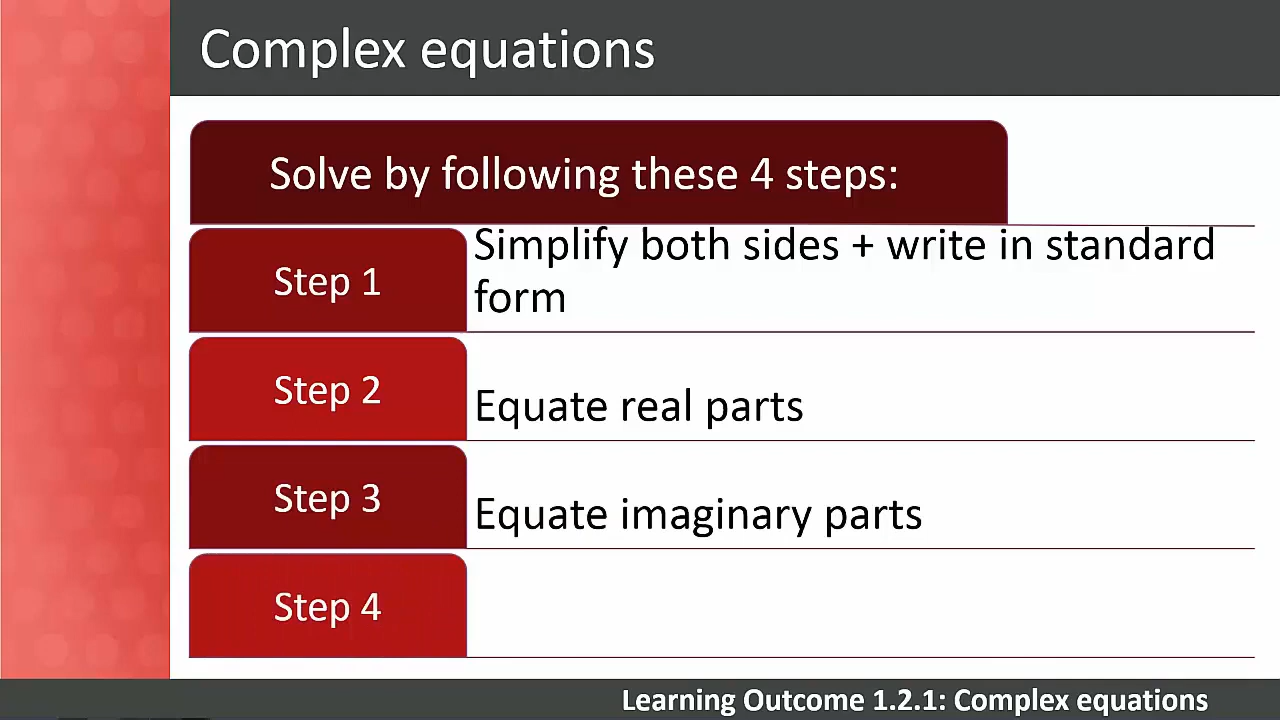 Complex equations
Solve by following these 4 steps:
Step 1
Simplify both sides + write in standard
form
Step 2
Equate real parts
Step 3
Equate imaginary parts
Step 4
Learning Outcome 1.2.1: Complex equations